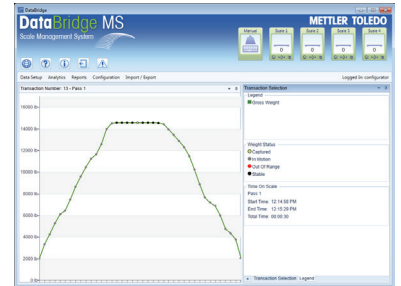 DataBridge
DataBridge MS
Scale Management System
METTLER TOLEDO
Manual
Scale 1
Scale 2
Scale 3
Scale 4
0
0
0
0
Data Setup Analytics Reports Configuration Import / Export
Logged In: configurator
Transaction Number: 13 - Pass 1
Transaction Selection
Legend
Gross Weight
16000 lb
14000 lb
12000 lb
10000 lb
8000 lb
6000 lb
4000 lb
2000 lb
0 lb
Weight Status
Captured
In Motion
Out Of Range
Stable
Time On Scale
Pass 1
Start Time: 12:14:58 PM
End Time: 12:15:29 PM
Total Time: 00:00:30
Transaction Selection Legend